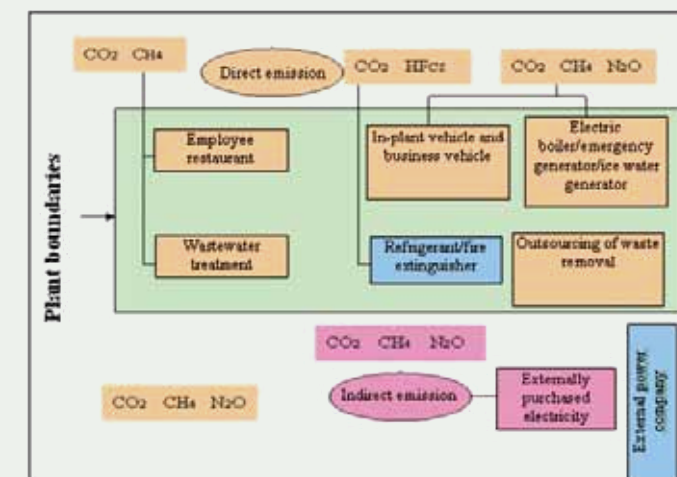 CO2 CH4
Direct emission
CO2 HFCs
CO2 CH4 N2O
Plant boundaries
Employee
restaurant
In-plant vehicle and
business vehicle
Electric
boiler/emergency
generator/ice water
generator
Wastewater
treatment
Refrigerant/fire
extinguisher
Outsourcing of waste
removal
CO2 CH4 N2O
CO2 CH4 N2O
Indirect emission
Externally
purchased
electricity
External power
company